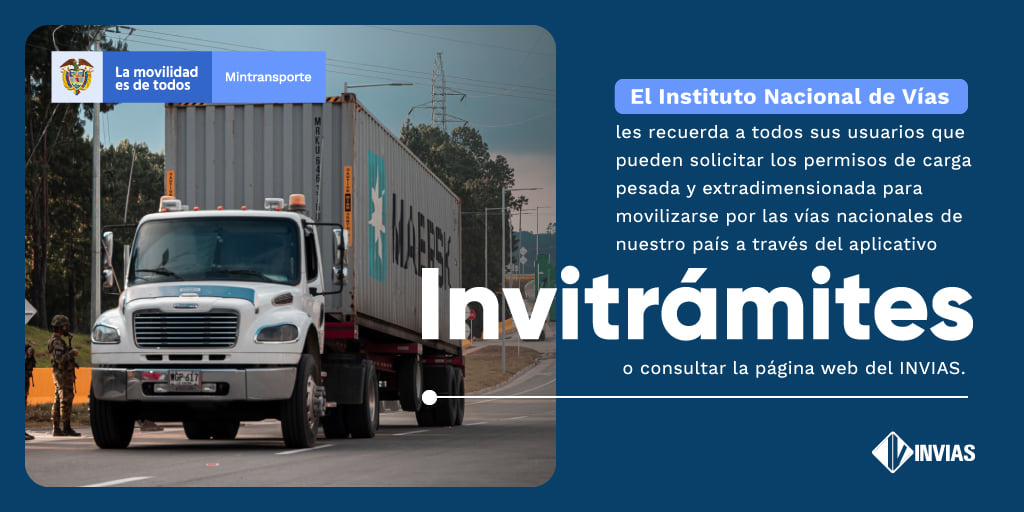 La movilidad
es de todos
Mintransporte
MAERSK
WGP-617
El Instituto Nacional de Vías
les recuerda a todos sus usuarios que
pueden solicitar los permisos de carga
pesada y extradimensionada para
movilizarse por las vías nacionales de
nuestro país a través del aplicativo
Invitrámites
o consultar la página web del INVIAS.
INVIAS